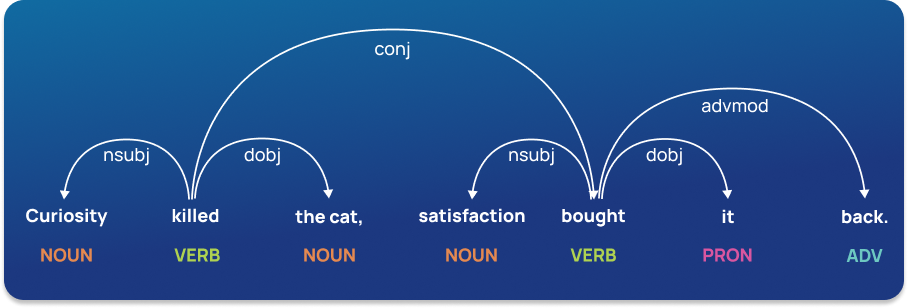 conj
advmod
nsubj dobj nsubj dobj
Curiosity killed the cat, satisfaction bought it back.
NOUN VERB NOUN NOUN VERB PRON ADV